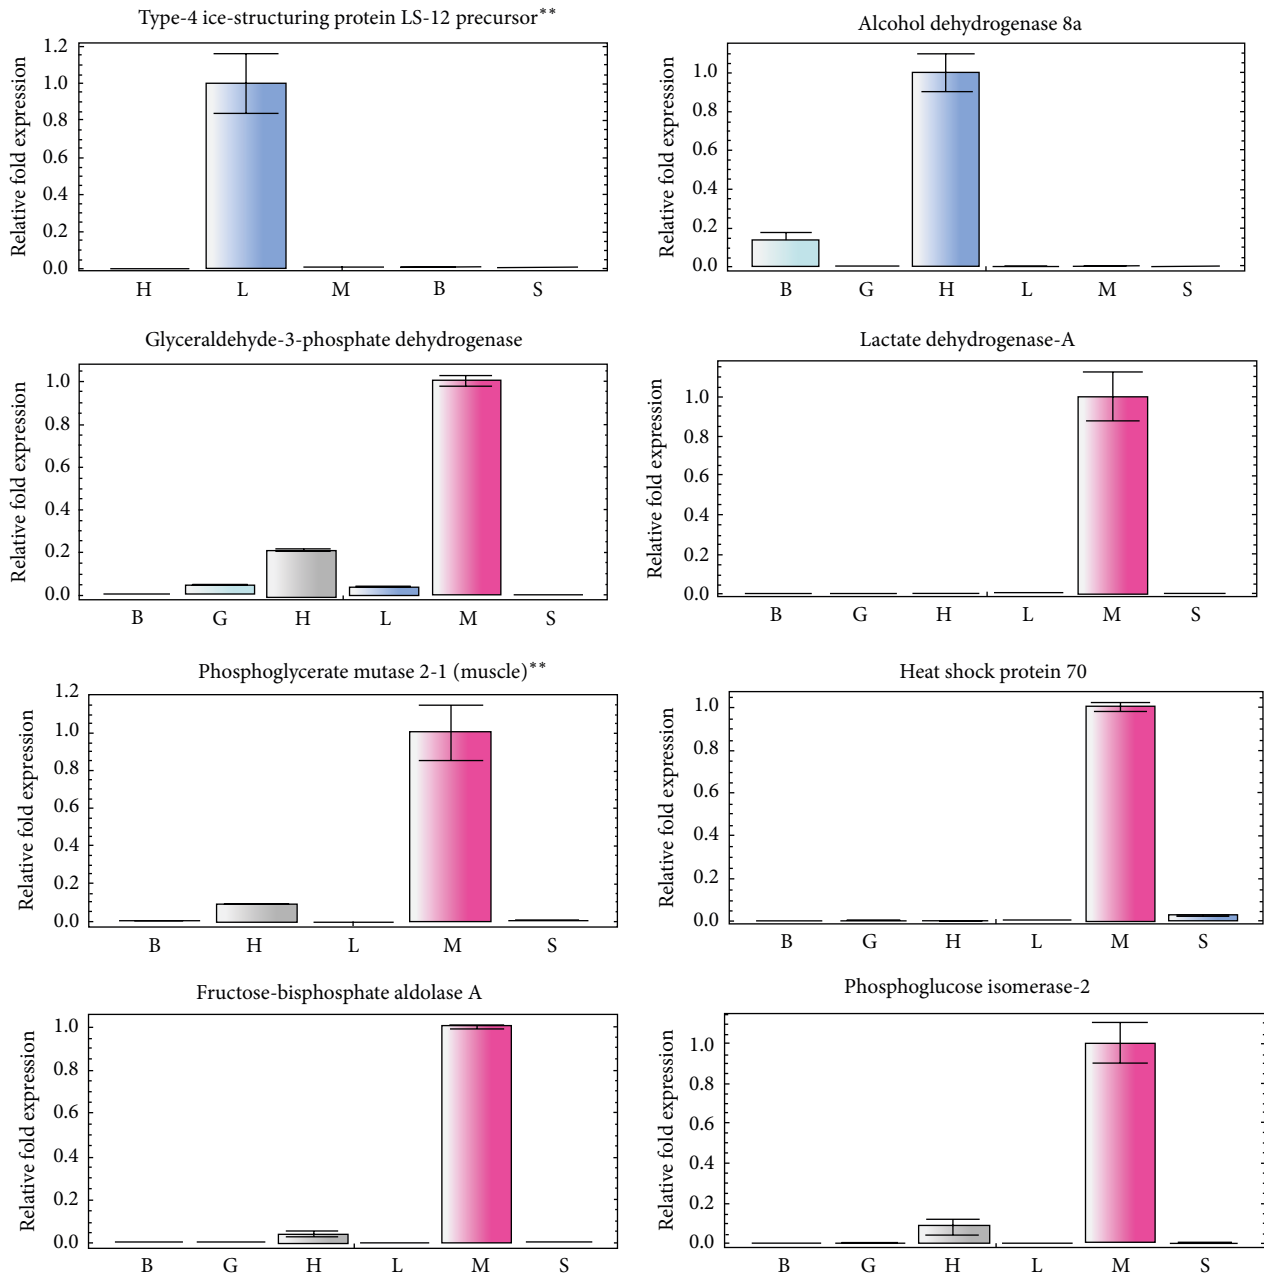 Type-4 ice-structuring protein LS-12 precursor**
Relative fold expression
1.2
1.0
0.8
0.6
0.4
0.2
0.0
H L M B S
Alcohol dehydrogenase 8a
Relative fold expression
1.0
0.8
0.6
0.4
0.2
0.0
B G H L M S
Glyceraldehyde-3-phosphate dehydrogenase
Relative fold expression
1.0
0.8
0.6
0.4
0.2
0.0
B G H L M S
Lactate dehydrogenase-A
Relative fold expression
1.0
0.8
0.6
0.4
0.2
0.0
B G H L M S
Phosphoglycerate mutase 2-1 (muscle)**
Relative fold expression
1.2
1.0
0.8
0.6
0.4
0.2
0.0
B H L M S
Heat shock protein 70
Relative fold expression
1.0
0.8
0.6
0.4
0.2
0.0
B G H L M S
Fructose-bisphosphate aldolase A
Relative fold expression
1.0
0.8
0.6
0.4
0.2
0.0
B G H L M S
Phosphoglucose isomerase-2
Relative fold expression
1.0
0.8
0.6
0.4
0.2
0.0
B G H L M S